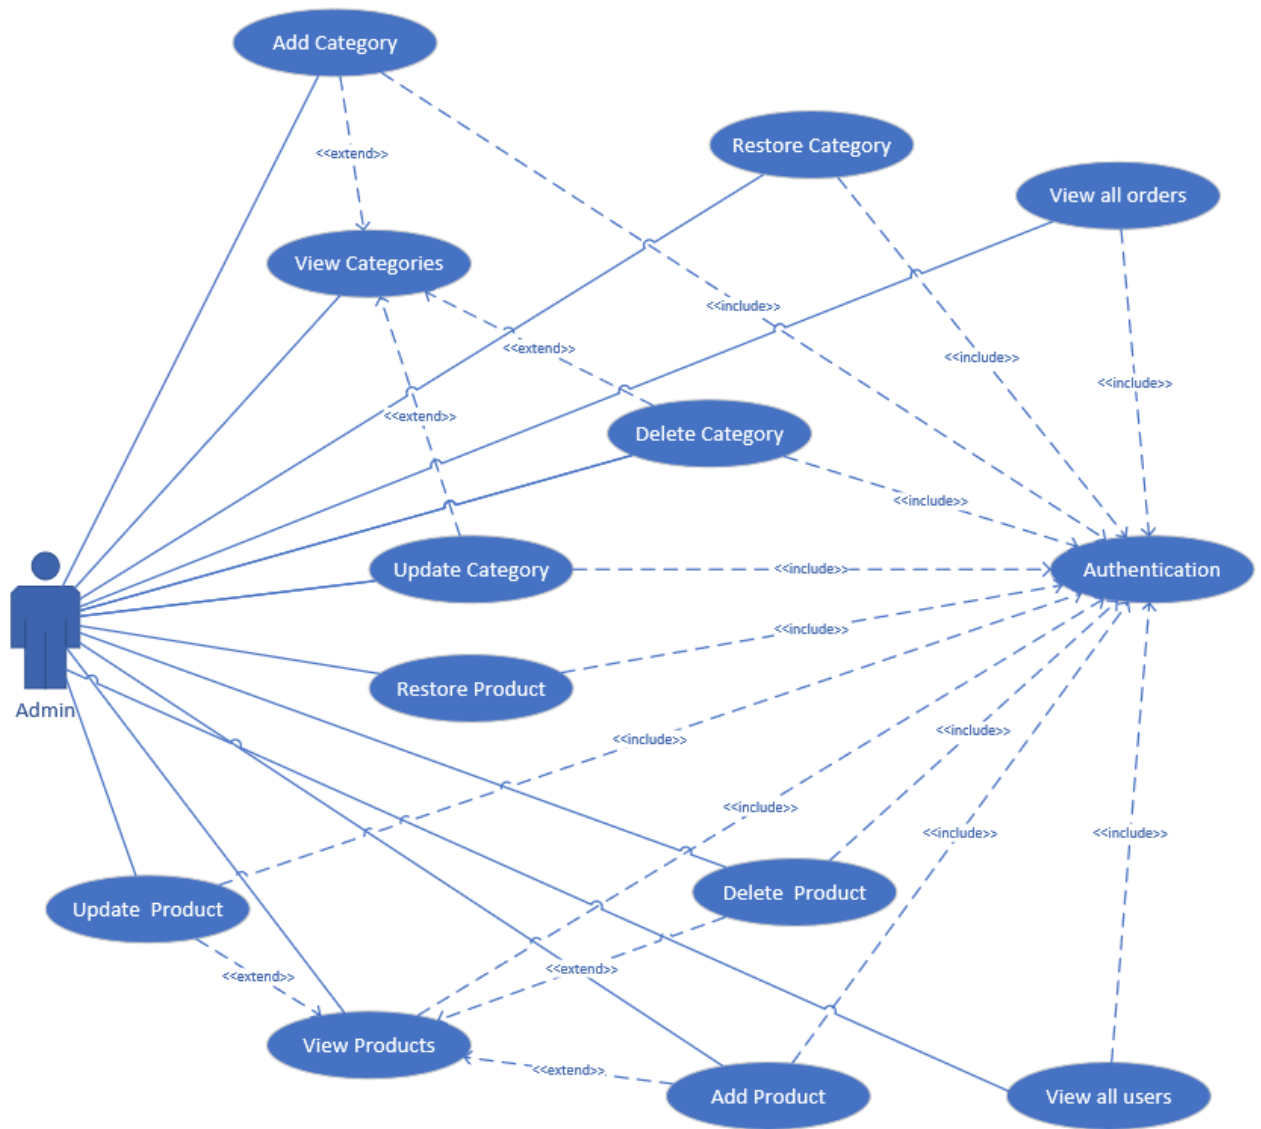 Add Category
Restore Category
<<extend>>
View all orders
View Categories
<<include>>
<<extend>>
<<include>>
<<include>>
<<extend>>
Delete Category
<<include>>
Update Category
<<include>>
Authentication
<<include>>
Restore Product
Admin
<<include>>
<<include>>
<<include>>
<<include>>
<<include>>
Delete  Product
Update  Product
<<extend>>
<<extend>>
View Products
<<extend>>
Add Product
View all users